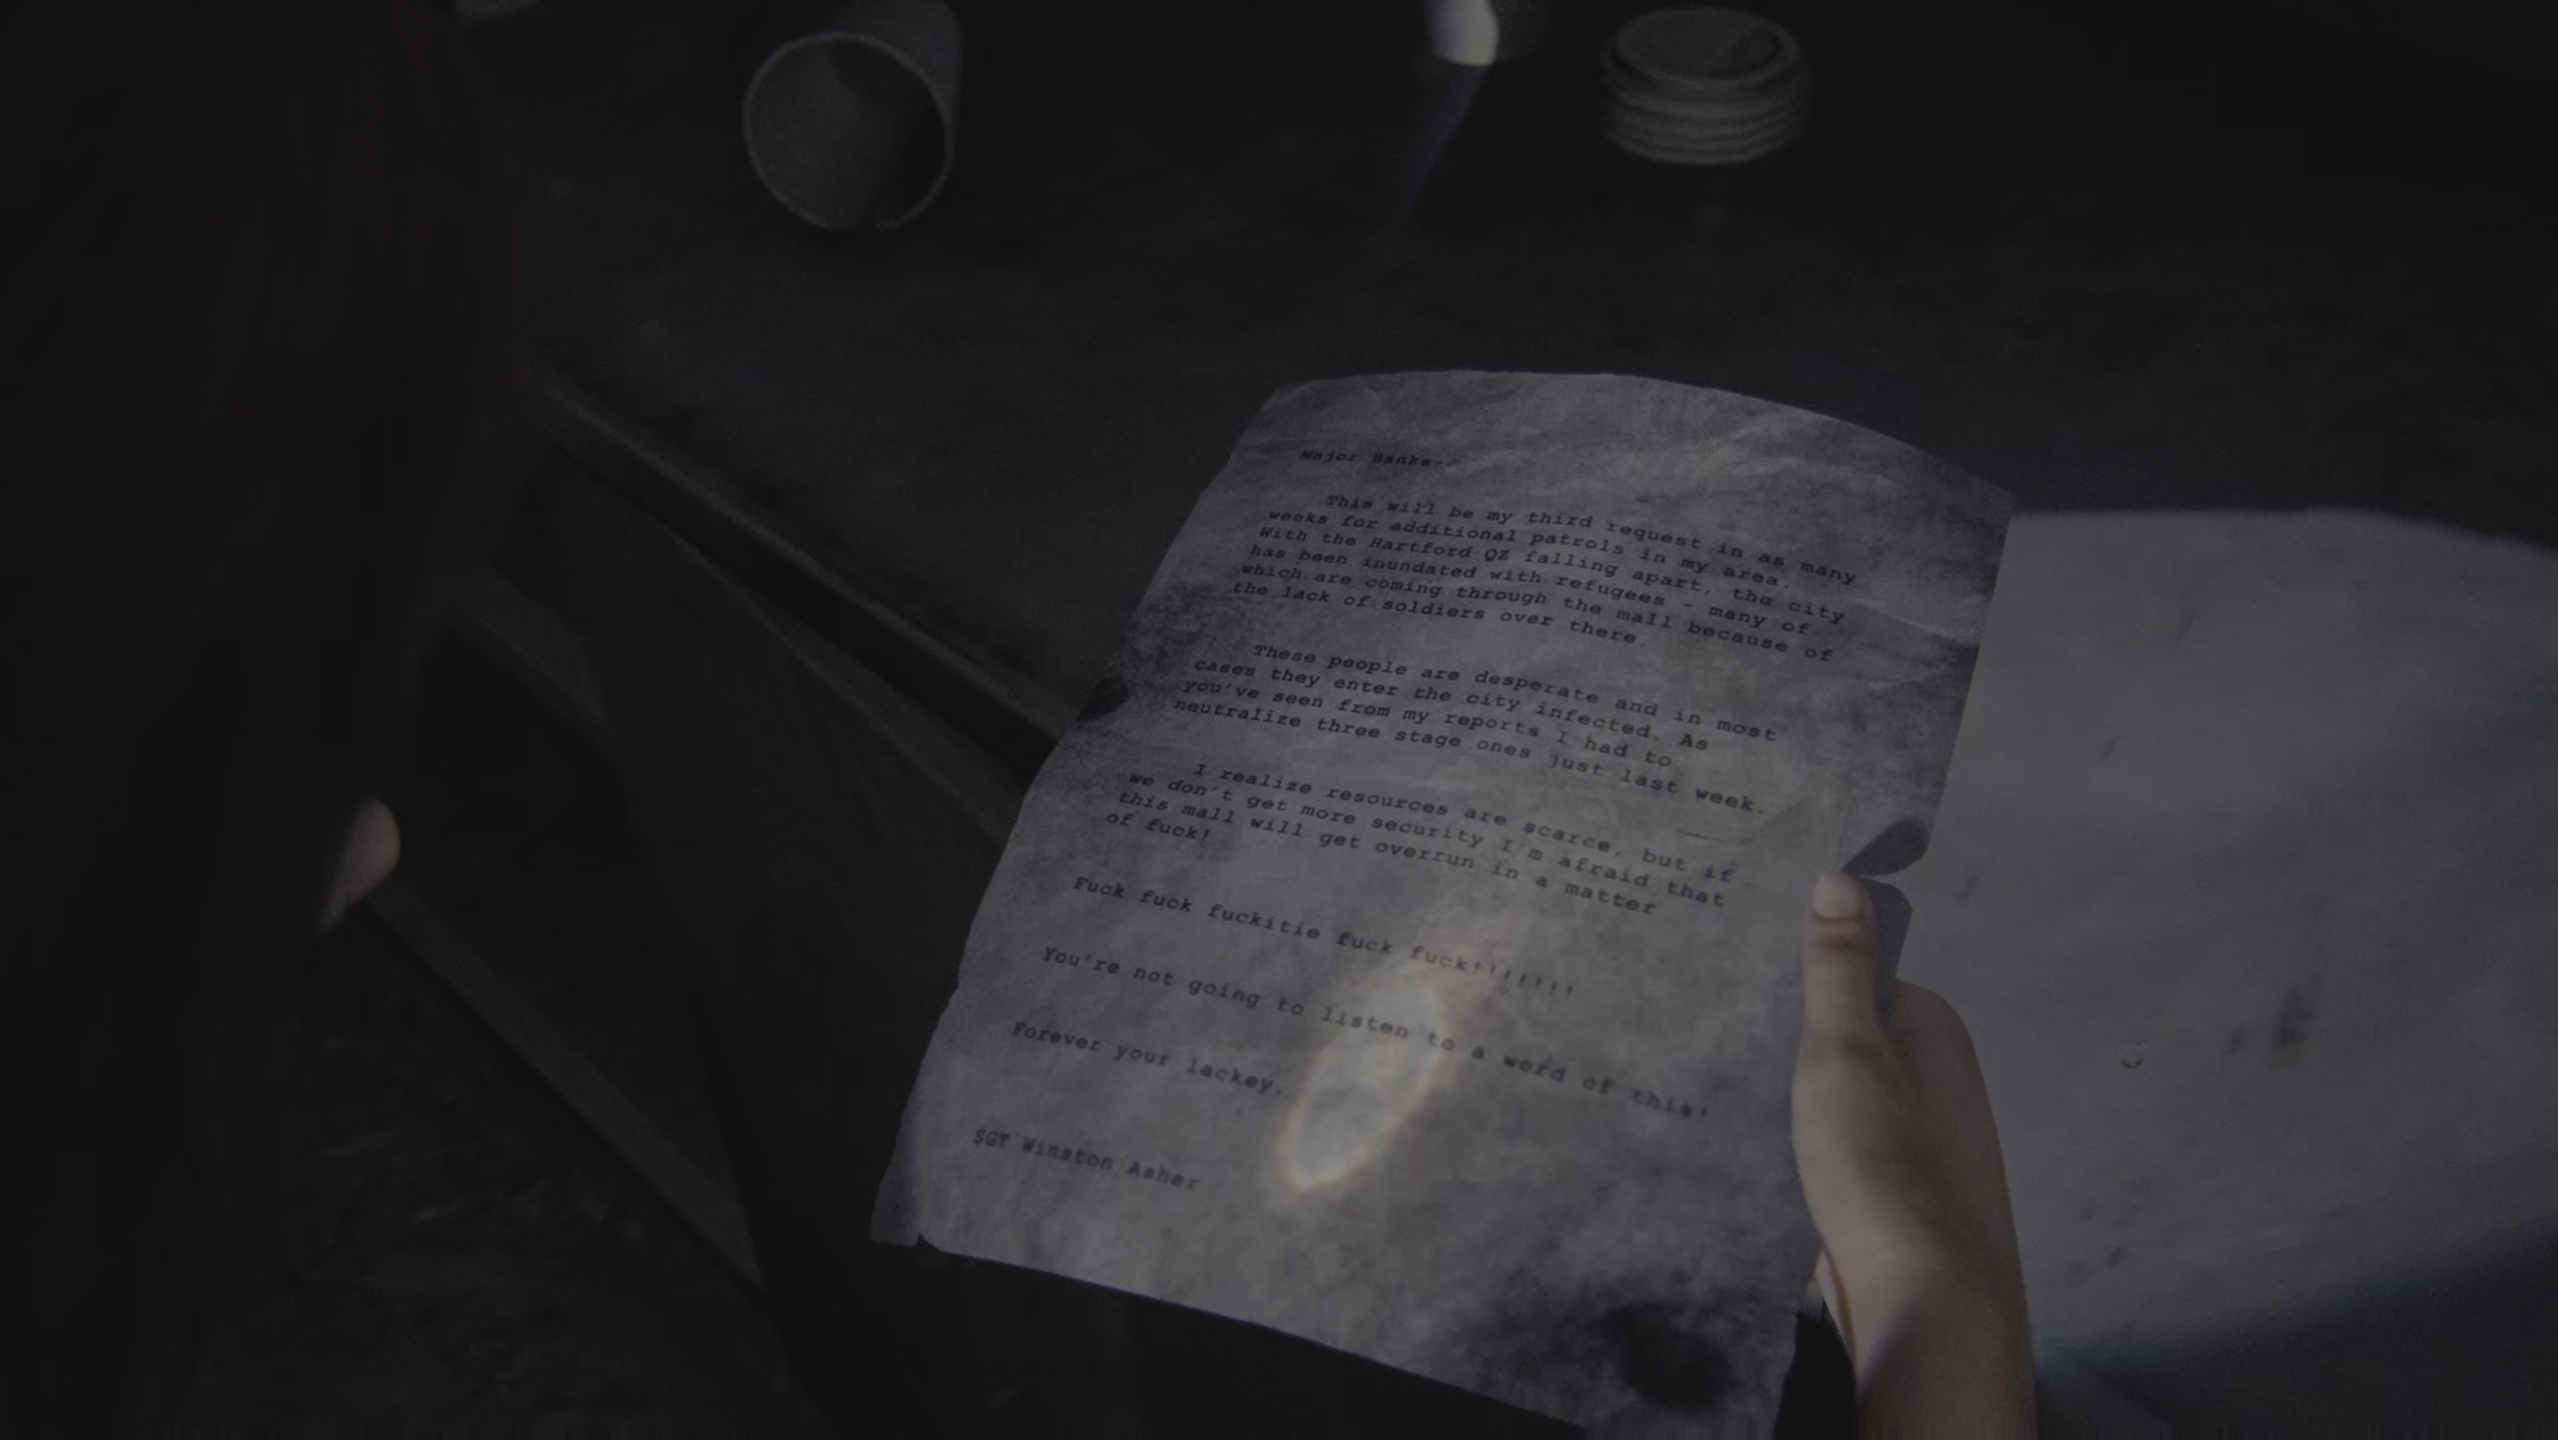 Major Banks-
This will be my third request in as many
weeks for additional patrols in my area.
With the Hartford QZ falling apart, the city
has been inundated with refugees - many of
which are coming through the mall because of
the lack of soldiers over there.
These people are desperate and in most
cases they enter the city infected. As
you've seen from my reports I had to
neutralize three stage ones just last week.
I realize resources are scarce, but if
we don't get more security I'm afraid that
this mall will get overrun in a matter
of fuck!
Fuck fuck fuckitie fuck fuck!!!!!!!
You're not going to listen to a word of this!
Forever your lackey,
SGT Winston Asher